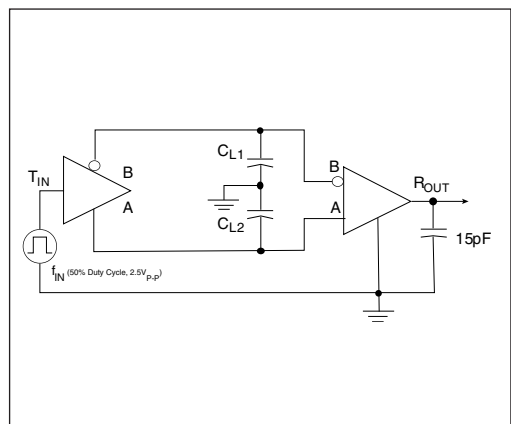 B
C_L1
T_IN
B
R_OUT
A
A
C_L2
15pF
f_IN (50% Duty Cycle, 2.5V_P-P)